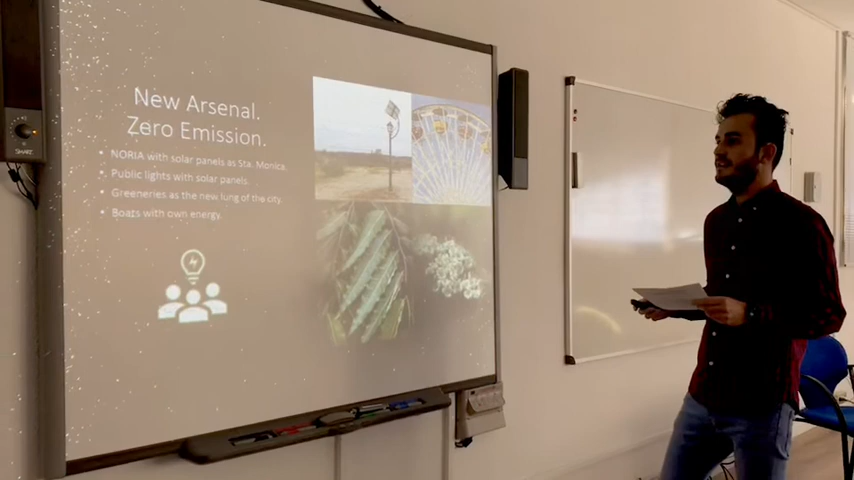 New Arsenal.
Zero Emission.
NORIA with solar panels as Sta. Monica.
Public lights with solar panels.
Greeneries as the new lung of the city.
Boats with own energy.
SMART